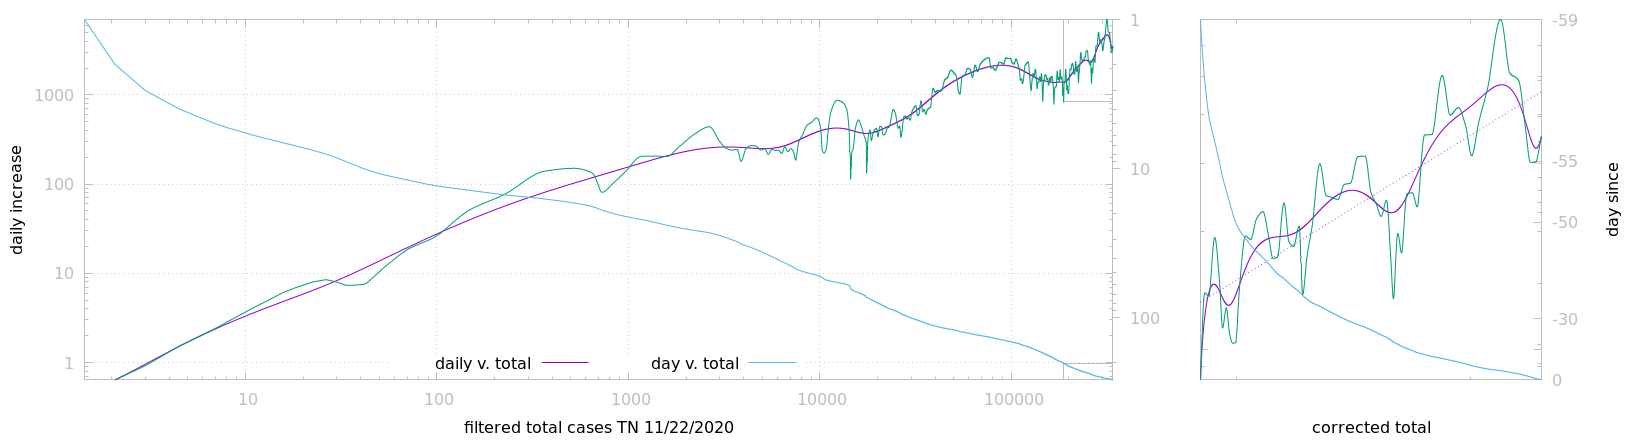 daily increase
1000
100
10
1
daily v. total
day v. total
10
100
1000
10000
100000
filtered total cases TN 11/22/2020
1
10
100
-59
-55
-50
-30
0
day since
corrected total